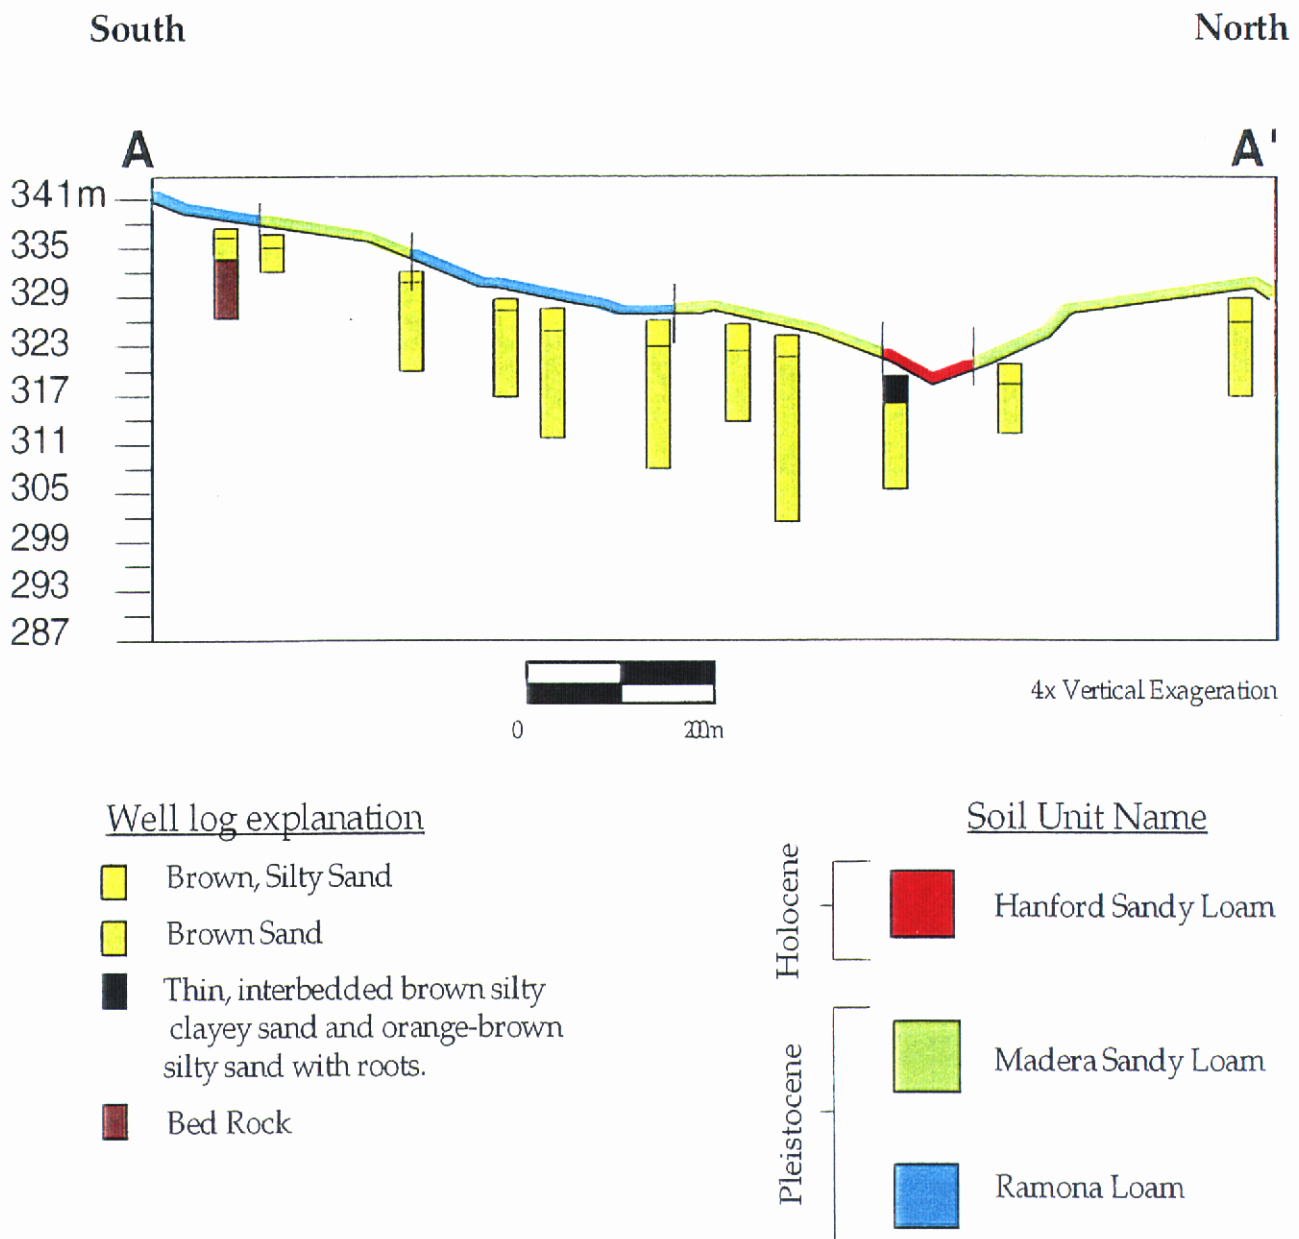 South
North
A
A'
341m
335
329
323
317
311
305
299
293
287
0
200m
4x Vertical Exageration
Well log explanation
Brown, Silty Sand
Brown Sand
Thin, interbedded brown silty
clayey sand and orange-brown
silty sand with roots.
Bed Rock
Soil Unit Name
Holocene
Hanford Sandy Loam
Pleistocene
Madera Sandy Loam
Ramona Loam